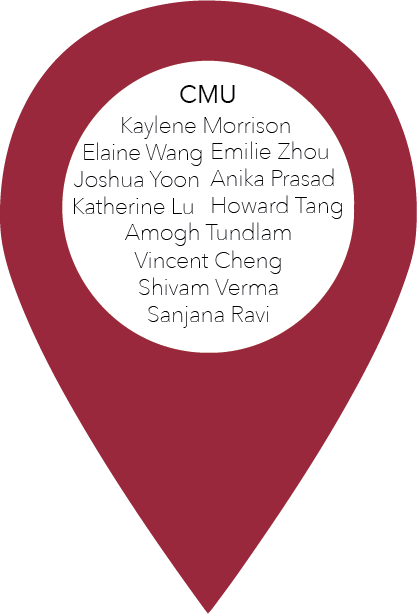 CMU
Kaylene Morrison
Elaine Wang Emilie Zhou
Joshua Yoon Anika Prasad
Katherine Lu Howard Tang
Amogh Tundlam
Vincent Cheng
Shivam Verma
Sanjana Ravi